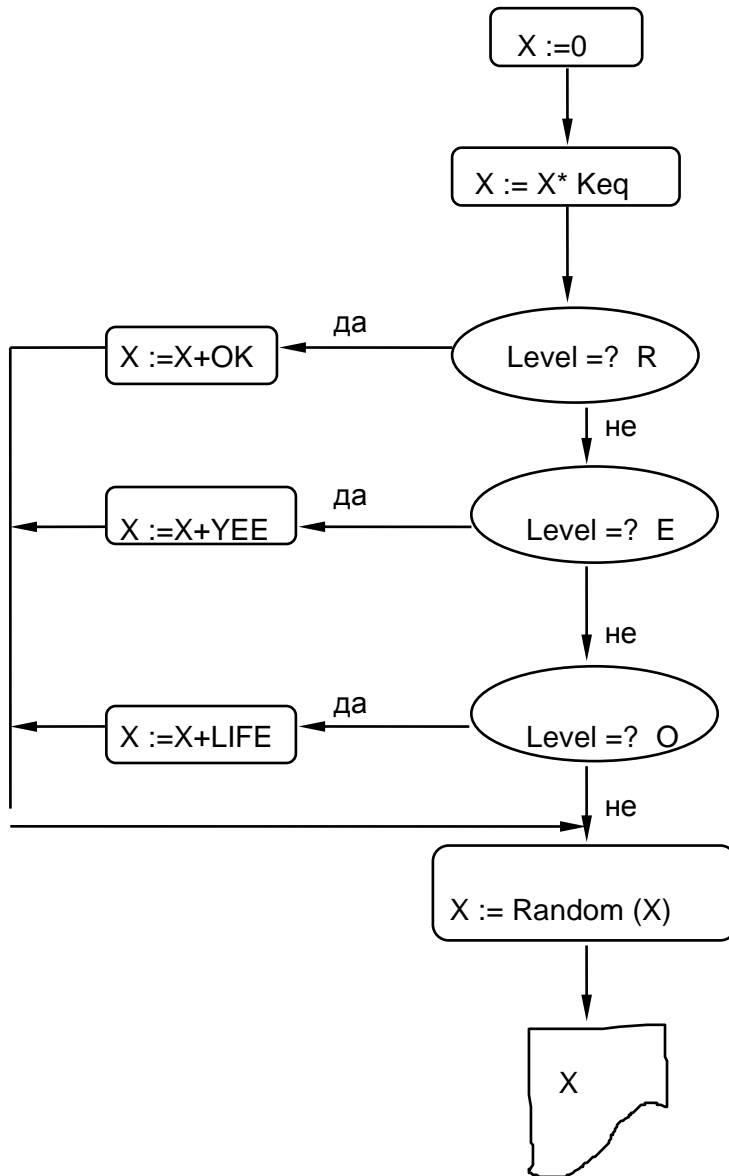 X :=0
X := X* Keq
да
X :=X+OK
Level =? R
не
да
X :=X+YEE
Level =? E
не
да
X :=X+LIFE
Level =? O
не
X := Random (X)
X